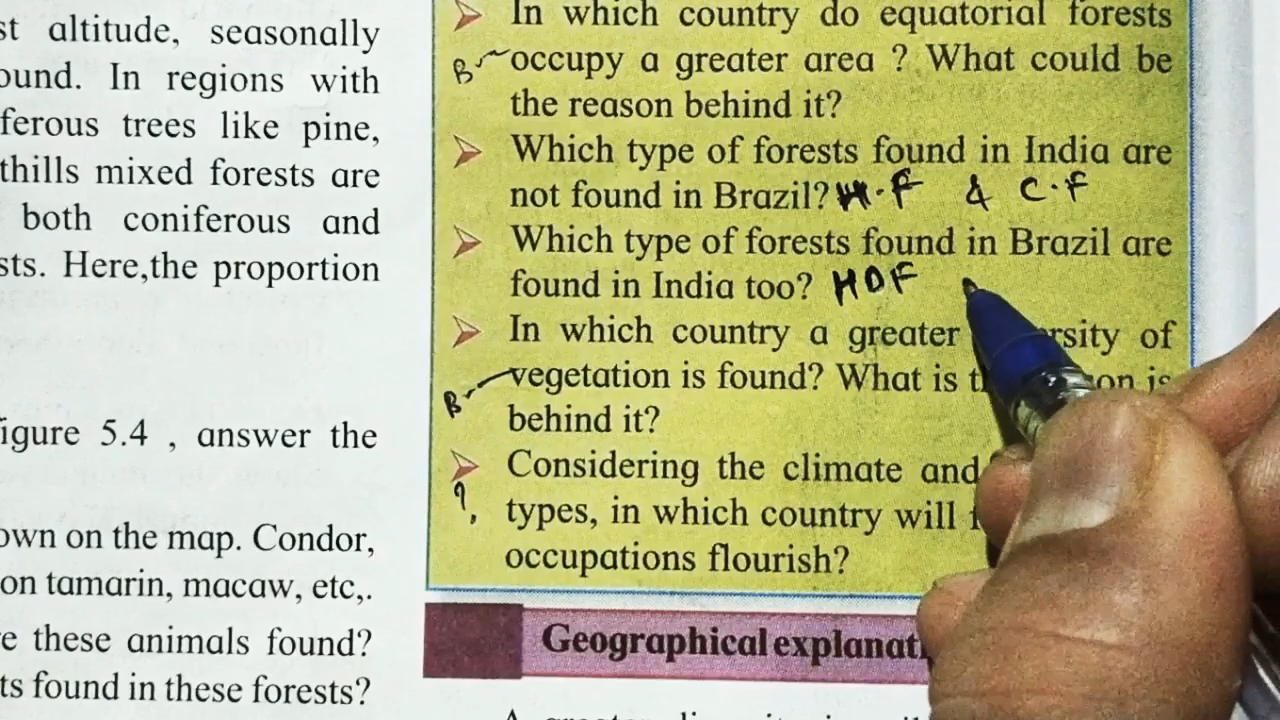 st altitude, seasonally
ound. In regions with
ferous trees like pine,
thills mixed forests are
both coniferous and
sts. Here,the proportion
igure 5.4 , answer the
own on the map. Condor,
on tamarin, macaw, etc,.
e these animals found?
ts found in these forests?
➢ In which country do equatorial forests
B occupy a greater area ? What could be
the reason behind it?
➢ Which type of forests found in India are
not found in Brazil? H.F & C.F
➢ Which type of forests found in Brazil are
found in India too? HDF
➢ In which country a greater rsity of
B vegetation is found? What is on is
behind it?
➢ Considering the climate and
types, in which country will
occupations flourish?
Geographical explanat